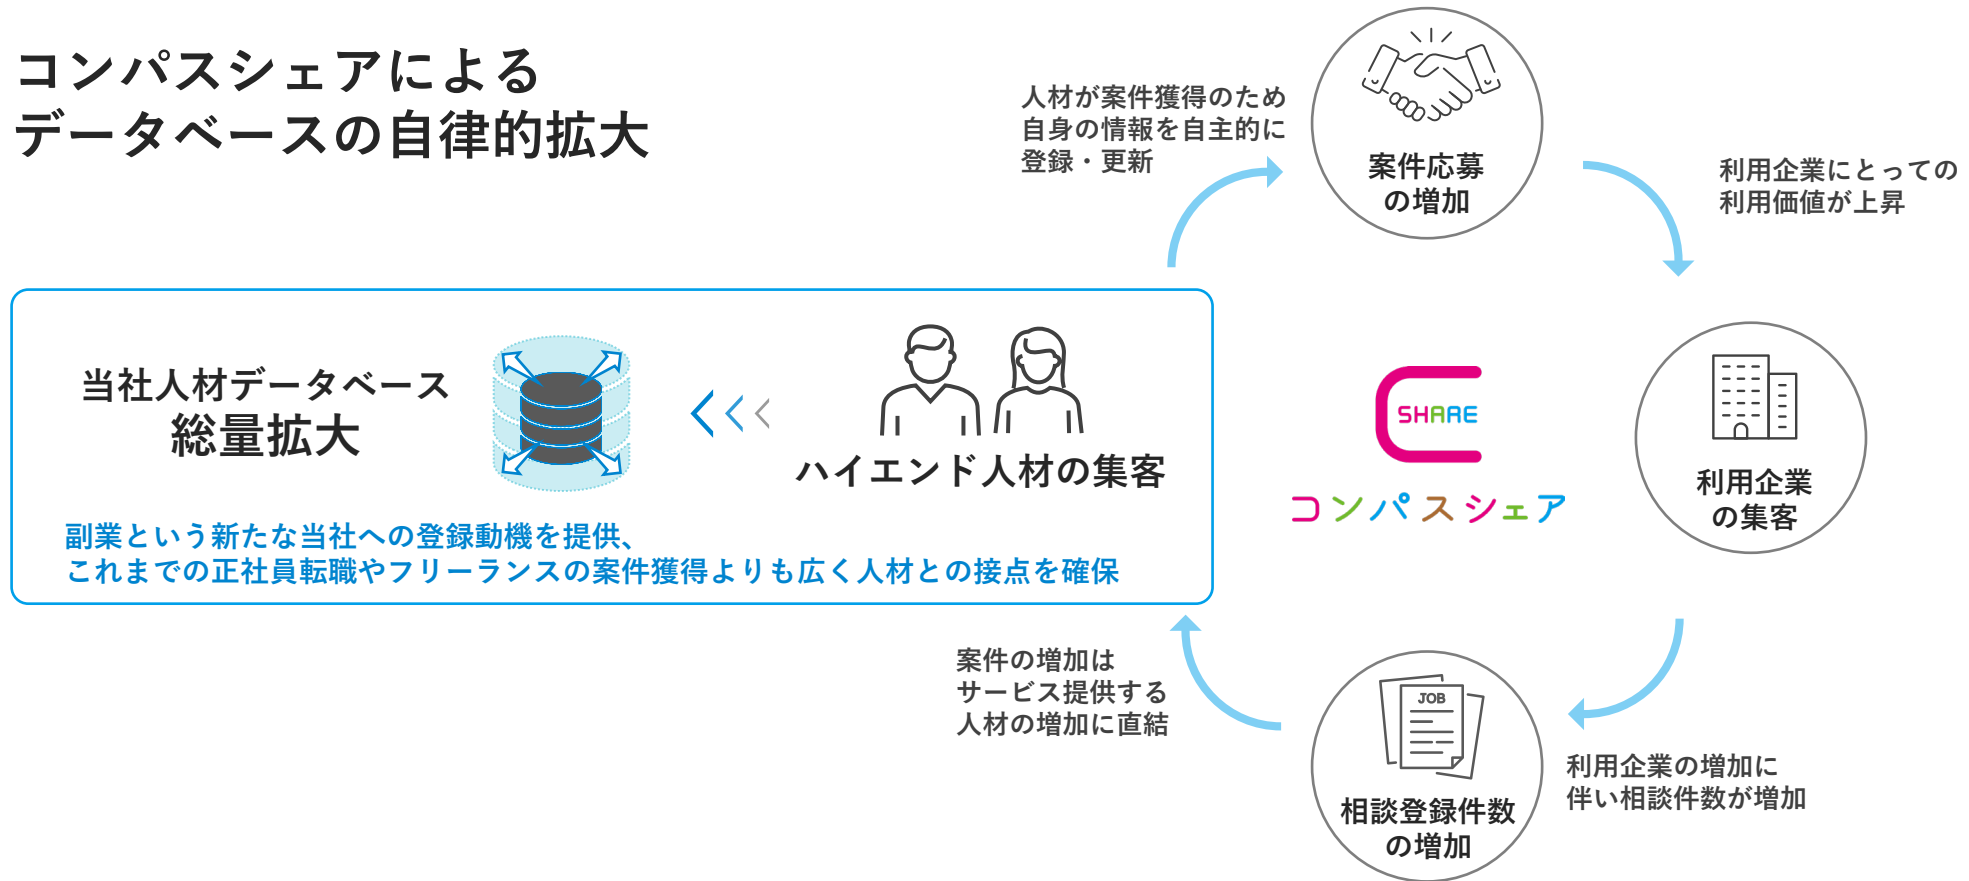 コンパスシェアによる
データベースの自律的拡大
人材が案件獲得のため
自身の情報を自主的に
登録・更新
案件応募
の増加
利用企業にとっての
利用価値が上昇
当社人材データベース
総量拡大
ハイエンド人材の集客
副業という新たな当社への登録動機を提供、
これまでの正社員転職やフリーランスの案件獲得よりも広く人材との接点を確保
SHARE
コンパスシェア
利用企業
の集客
案件の増加は
サービス提供する
人材の増加に直結
JOB
相談登録件数
の増加
利用企業の増加に
伴い相談件数が増加